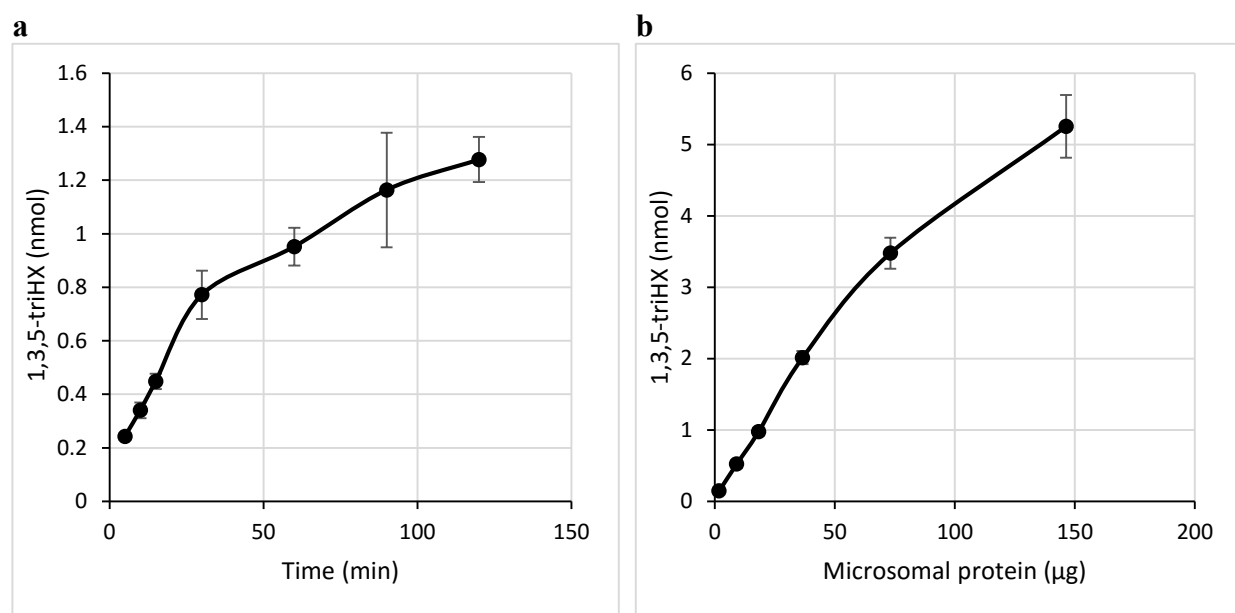 a
1,3,5-triHX (nmol)
1.6
1.4
1.2
1
0.8
0.6
0.4
0.2
0
0 50 100 150
Time (min)
b
1,3,5-triHX (nmol)
6
5
4
3
2
1
0
0 50 100 150 200
Microsomal protein (µg)